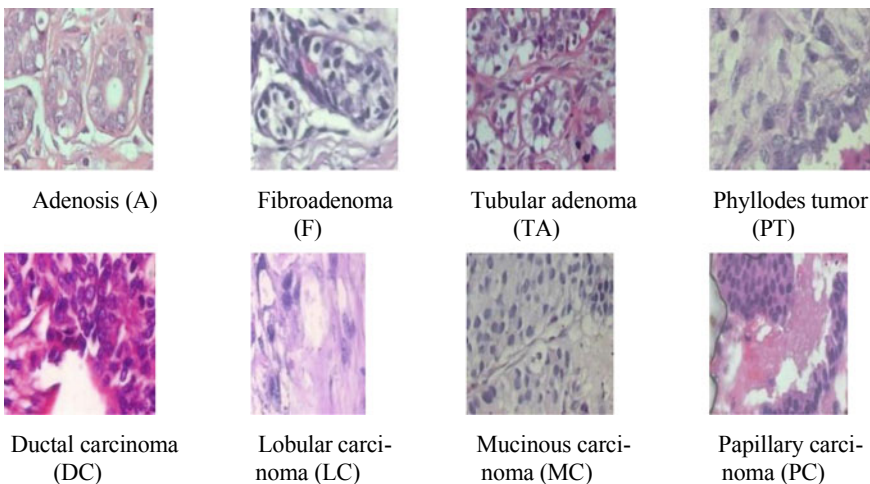 Adenosis (A)
Fibroadenoma
(F)
Tubular adenoma
(TA)
Phyllodes tumor
(PT)
Ductal carcinoma
(DC)
Lobular carci-
noma (LC)
Mucinous carci-
noma (MC)
Papillary carci-
noma (PC)